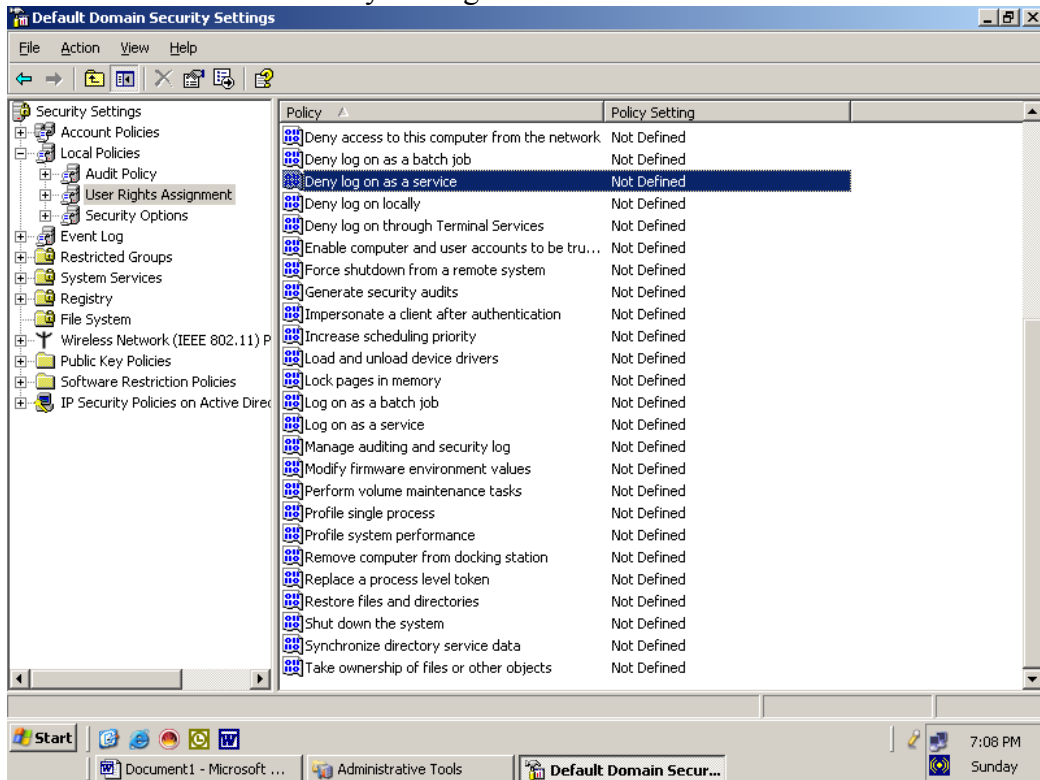 Default Domain Security Settings
File Action View Help
Security Settings
Account Policies
Local Policies
Audit Policy
User Rights Assignment
Security Options
Event Log
Restricted Groups
System Services
Registry
File System
Wireless Network (IEEE 802.11) P
Public Key Policies
Software Restriction Policies
IP Security Policies on Active Direc
Policy Policy Setting
Deny access to this computer from the network Not Defined
Deny log on as a batch job Not Defined
Deny log on as a service Not Defined
Deny log on locally Not Defined
Deny log on through Terminal Services Not Defined
Enable computer and user accounts to be tru... Not Defined
Force shutdown from a remote system Not Defined
Generate security audits Not Defined
Impersonate a client after authentication Not Defined
Increase scheduling priority Not Defined
Load and unload device drivers Not Defined
Lock pages in memory Not Defined
Log on as a batch job Not Defined
Log on as a service Not Defined
Manage auditing and security log Not Defined
Modify firmware environment values Not Defined
Perform volume maintenance tasks Not Defined
Profile single process Not Defined
Profile system performance Not Defined
Remove computer from docking station Not Defined
Replace a process level token Not Defined
Restore files and directories Not Defined
Shut down the system Not Defined
Synchronize directory service data Not Defined
Take ownership of files or other objects Not Defined
Start 7:08 PM
Document1 - Microsoft ... Administrative Tools Default Domain Secur... Sunday